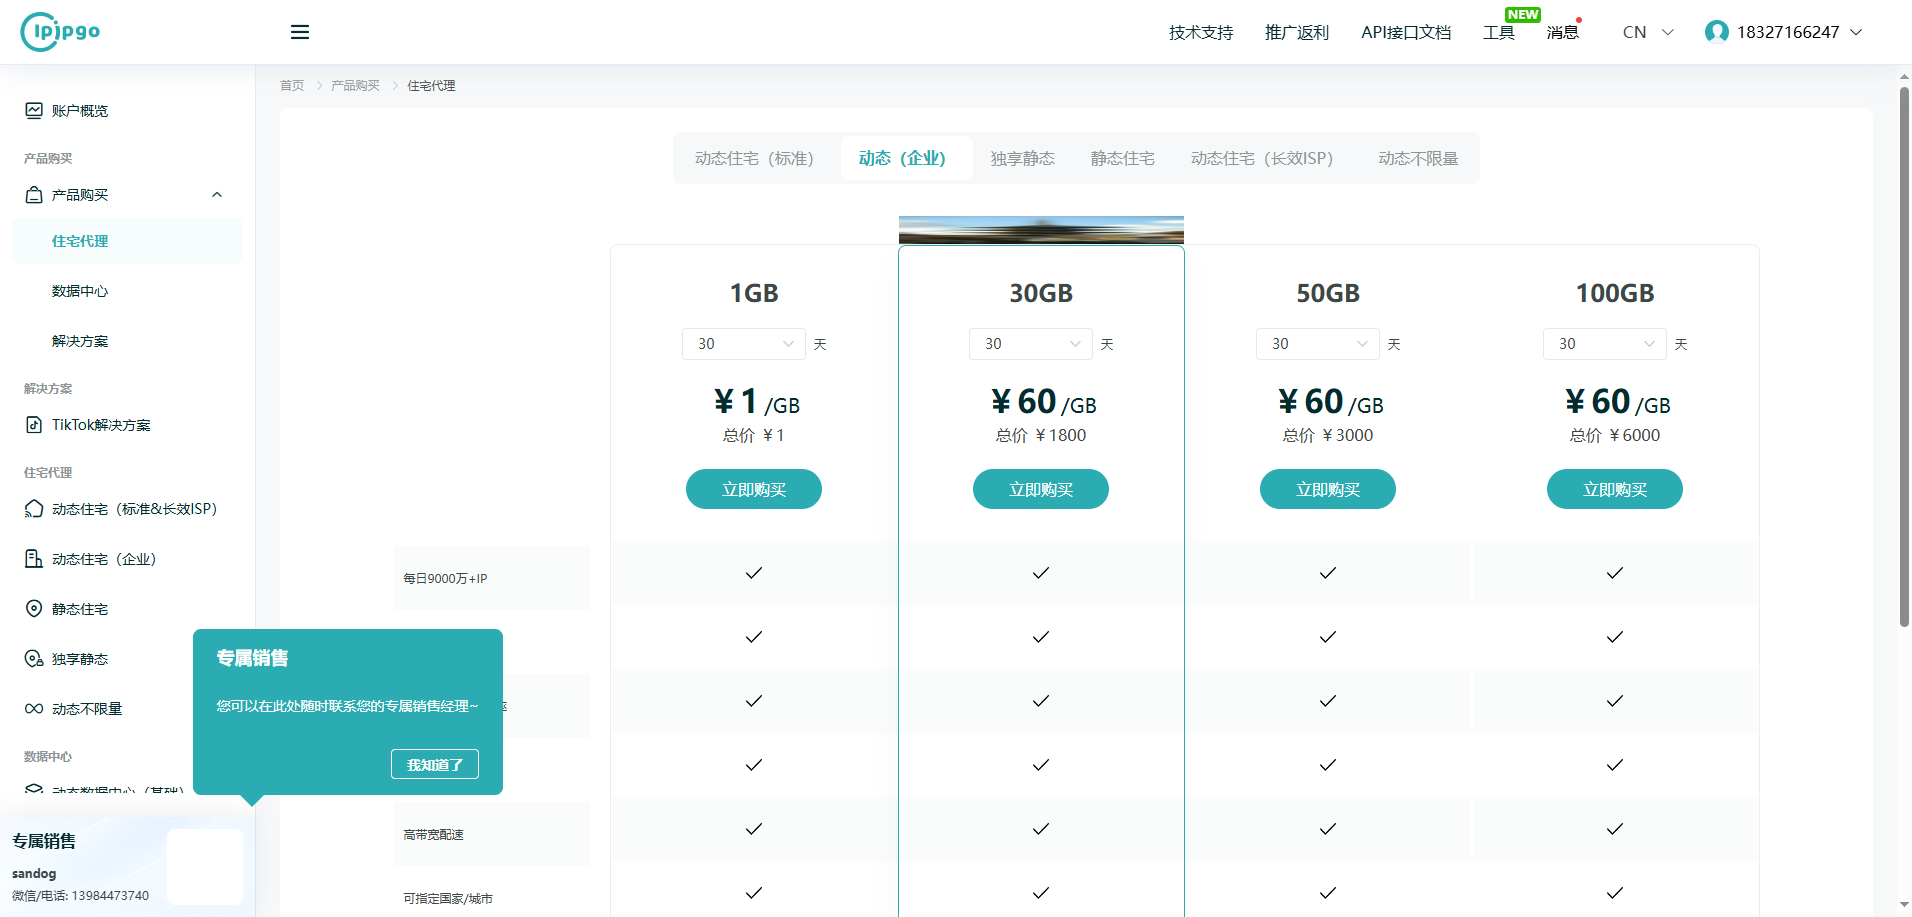 Ipipgo
技术支持
推广返利
API接口文档
工具
NEW
消息
CN
18327166247
首页
产品购买
住宅代理
账户概览
产品购买
产品购买
住宅代理
数据中心
解决方案
解决方案
TikTok解决方案
住宅代理
动态住宅（标准&长效ISP）
动态住宅（企业）
静态住宅
独享静态
动态不限量
数据中心
动态数据中心（基础）
专属销售
您可以在此处随时联系您的专属销售经理~
我知道了
专属销售
sandog
微信/电话: 13984473740
动态住宅（标准）
动态（企业）
独享静态
静态住宅
动态住宅（长效ISP）
动态不限量
1GB
30 天
¥ 1 /GB
总价 ¥ 1
立即购买
30GB
30 天
¥ 60 /GB
总价 ¥ 1800
立即购买
50GB
30 天
¥ 60 /GB
总价 ¥ 3000
立即购买
100GB
30 天
¥ 60 /GB
总价 ¥ 6000
立即购买
每日9000万+IP
高带宽配速
可指定国家/城市